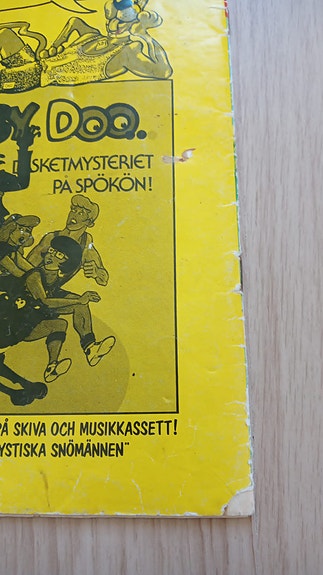 Y DOO..
SKETMYSTERIET
PÅ SPÖKÖN!
PÅ SKIVA OCH MUSIKKASSETT!
YSTISKA SNÖMÄNNEN"